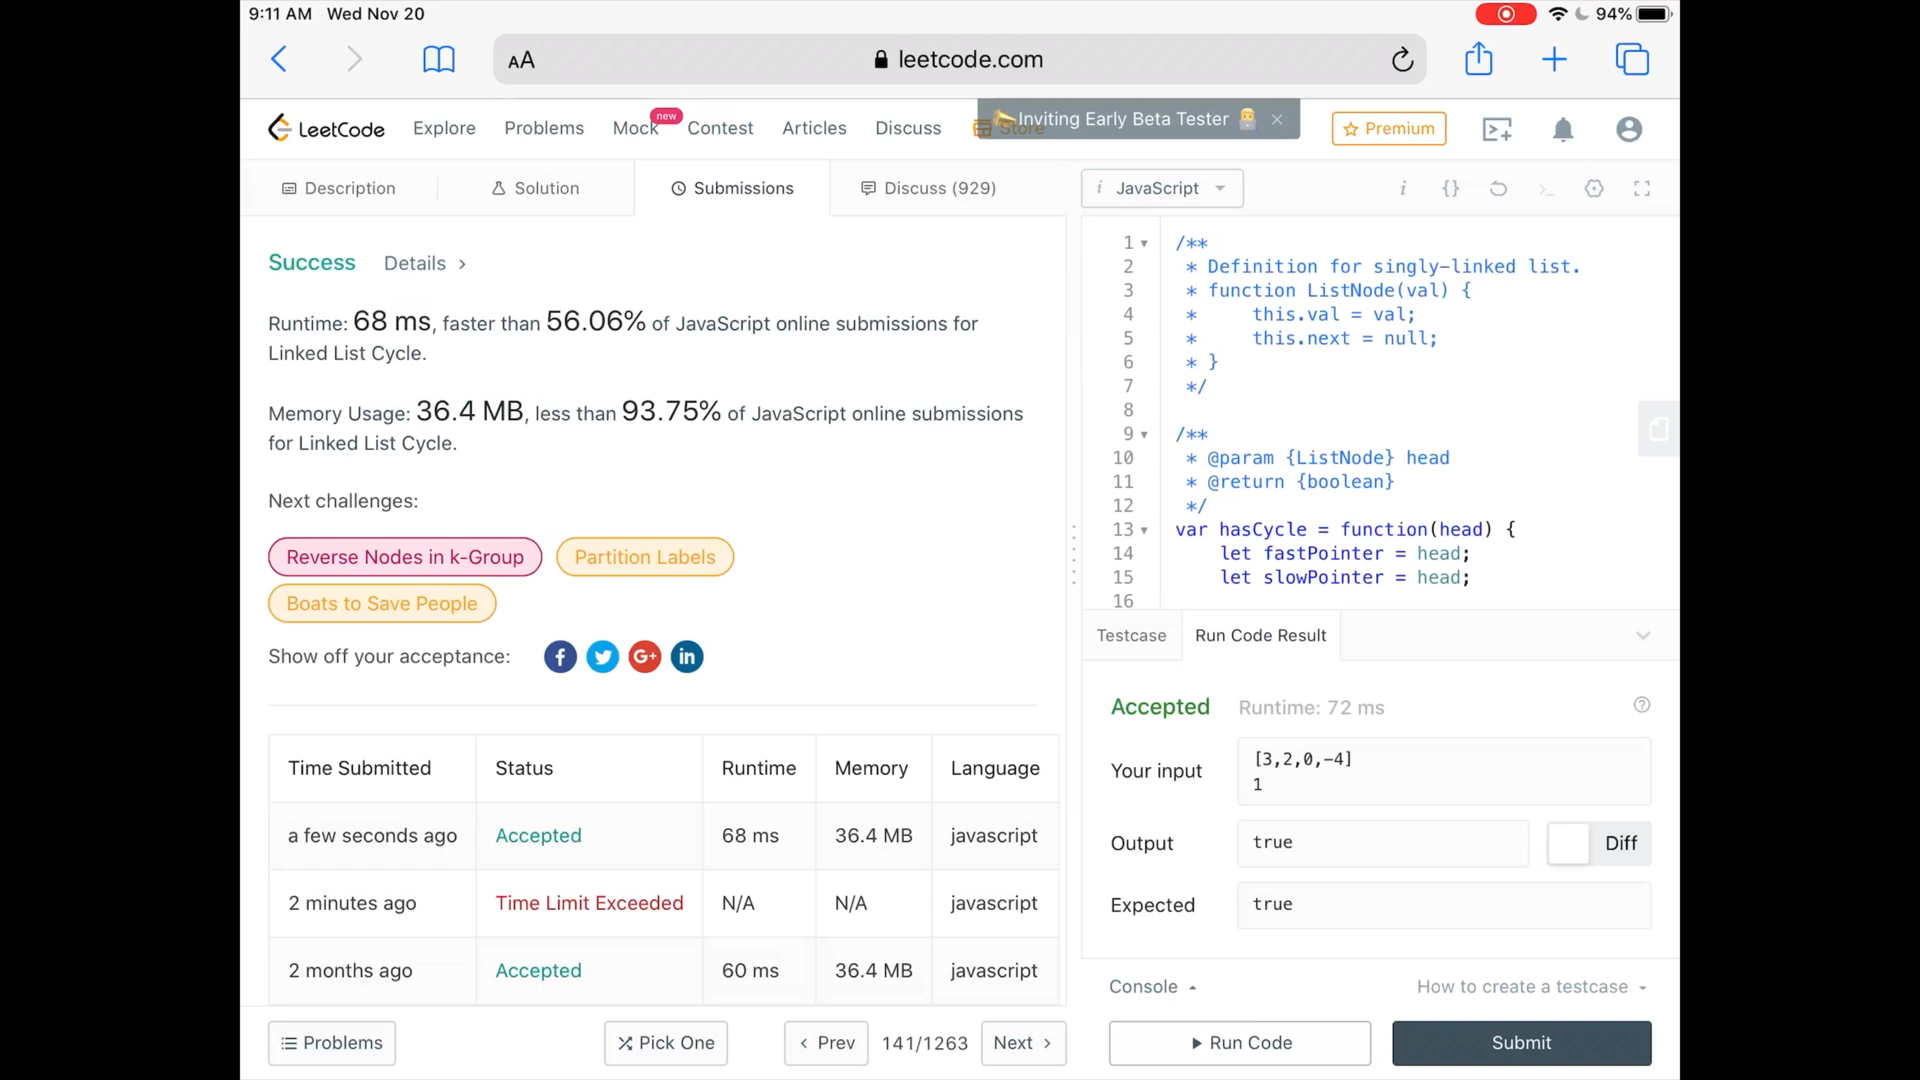 9:11 AM Wed Nov 20
94%
AA
leetcode.com
LeetCode
Explore
Problems
Mock
new
Contest
Articles
Discuss
Store
Inviting Early Beta Tester
Premium
Description
Solution
Submissions
Discuss (929)
i JavaScript
Success Details >
Runtime: 68 ms, faster than 56.06% of JavaScript online submissions for
Linked List Cycle.
Memory Usage: 36.4 MB, less than 93.75% of JavaScript online submissions
for Linked List Cycle.
Next challenges:
Reverse Nodes in k-Group
Partition Labels
Boats to Save People
Show off your acceptance:
f
G+
in
Time Submitted Status Runtime Memory Language
a few seconds ago Accepted 68 ms 36.4 MB javascript
2 minutes ago Time Limit Exceeded N/A N/A javascript
2 months ago Accepted 60 ms 36.4 MB javascript
Problems
Pick One
< Prev
141/1263
Next >
i {} >_
1 /**
2 * Definition for singly-linked list.
3 * function ListNode(val) {
4 *     this.val = val;
5 *     this.next = null;
6 * }
7 */
8
9 /**
10 * @param {ListNode} head
11 * @return {boolean}
12 */
13 var hasCycle = function(head) {
14     let fastPointer = head;
15     let slowPointer = head;
16
Testcase
Run Code Result
Accepted Runtime: 72 ms
?
Your input
[3,2,0,-4]
1
Output
true
Diff
Expected
true
Console
How to create a testcase
Run Code
Submit